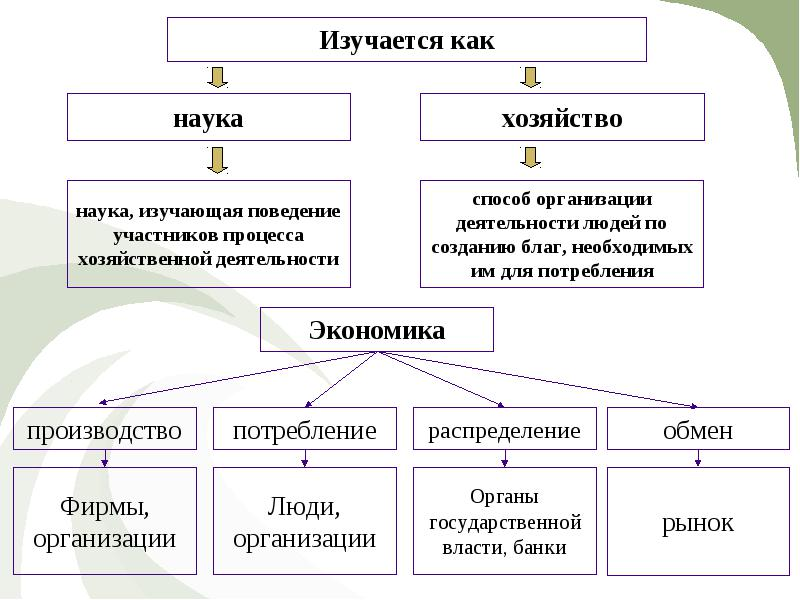 Изучается как
наука
хозяйство
наука, изучающая поведение
участников процесса
хозяйственной деятельности
способ организации
деятельности людей по
созданию благ, необходимых
им для потребления
Экономика
производство
потребление
распределение
обмен
Фирмы,
организации
Люди,
организации
Органы
государственной
власти, банки
рынок